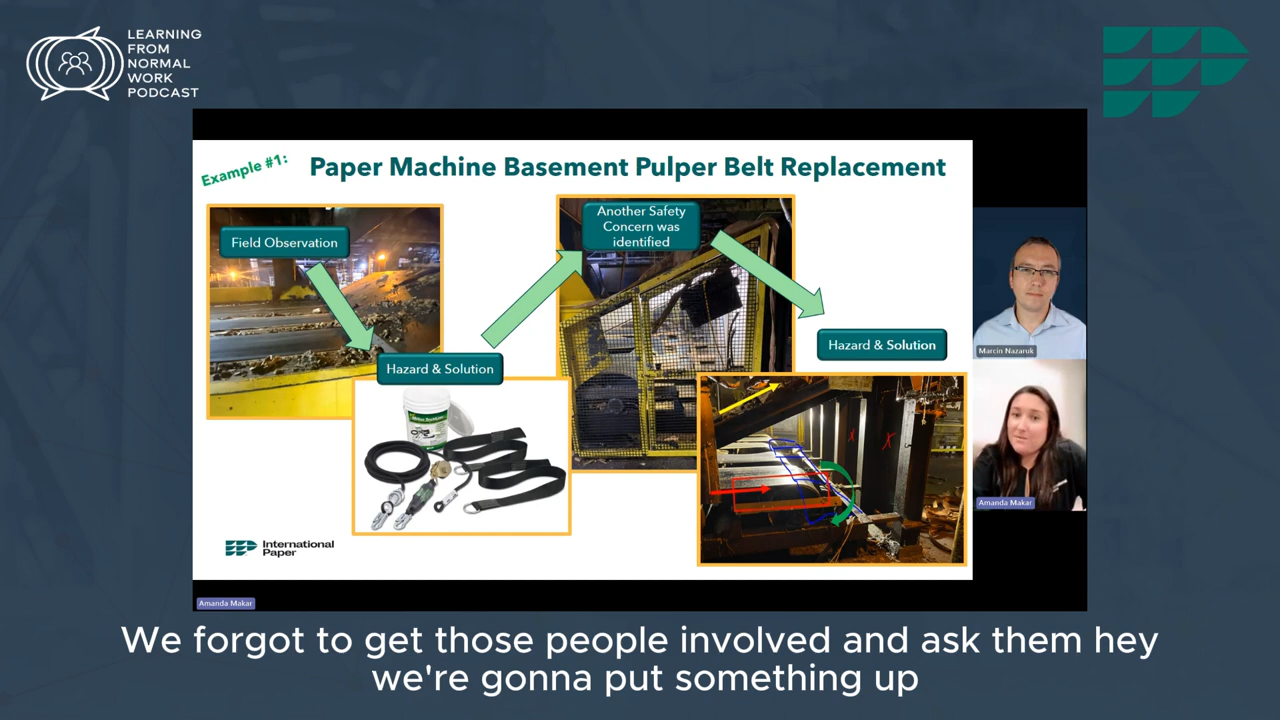 LEARNING
FROM
NORMAL
WORK
PODCAST
Example #1:
Paper Machine Basement Pulper Belt Replacement
Field Observation
Another Safety
Concern was
identified
Hazard & Solution
Hazard & Solution
International
Paper
Marcin Nazaruk
Amanda Makar
Amanda Makar
We forgot to get those people involved and ask them hey
we're gonna put something up